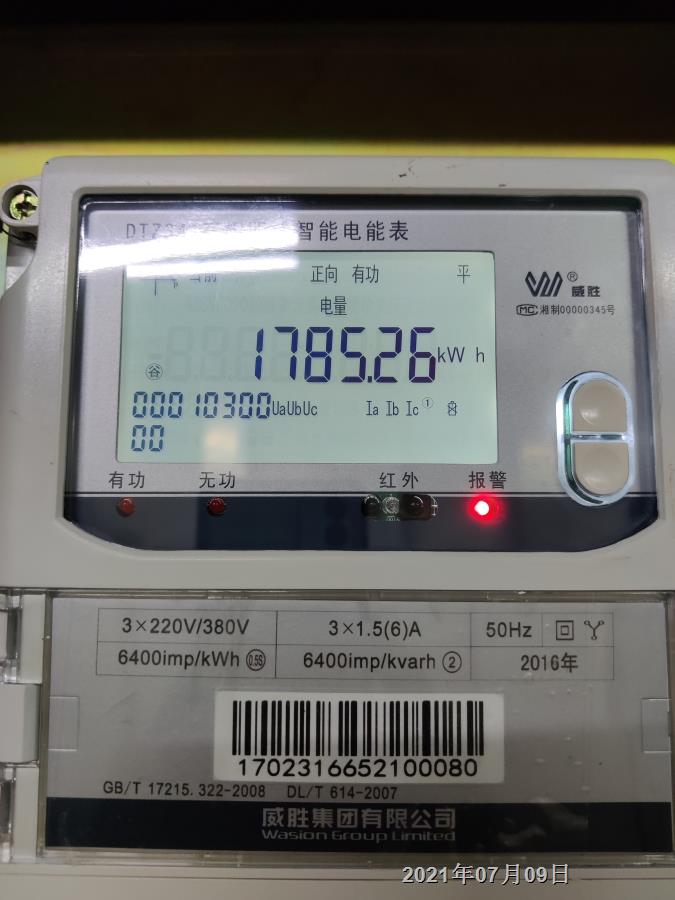 智能电能表
正向 有功 平
电量
威胜
MC 湘制00000345号
1785.26 kW h
谷
00010300 UaUbUc Ia Ib Ic ①
00
有功 无功 红外 报警
3×220V/380V 3×1.5(6)A 50Hz
6400imp/kWh 0.5S 6400imp/kvarh ② 2016年
1702316652100080
GB/T 17215.322-2008 DL/T 614-2007
威胜集团有限公司
Wasion Group Limited
2021年07月09日